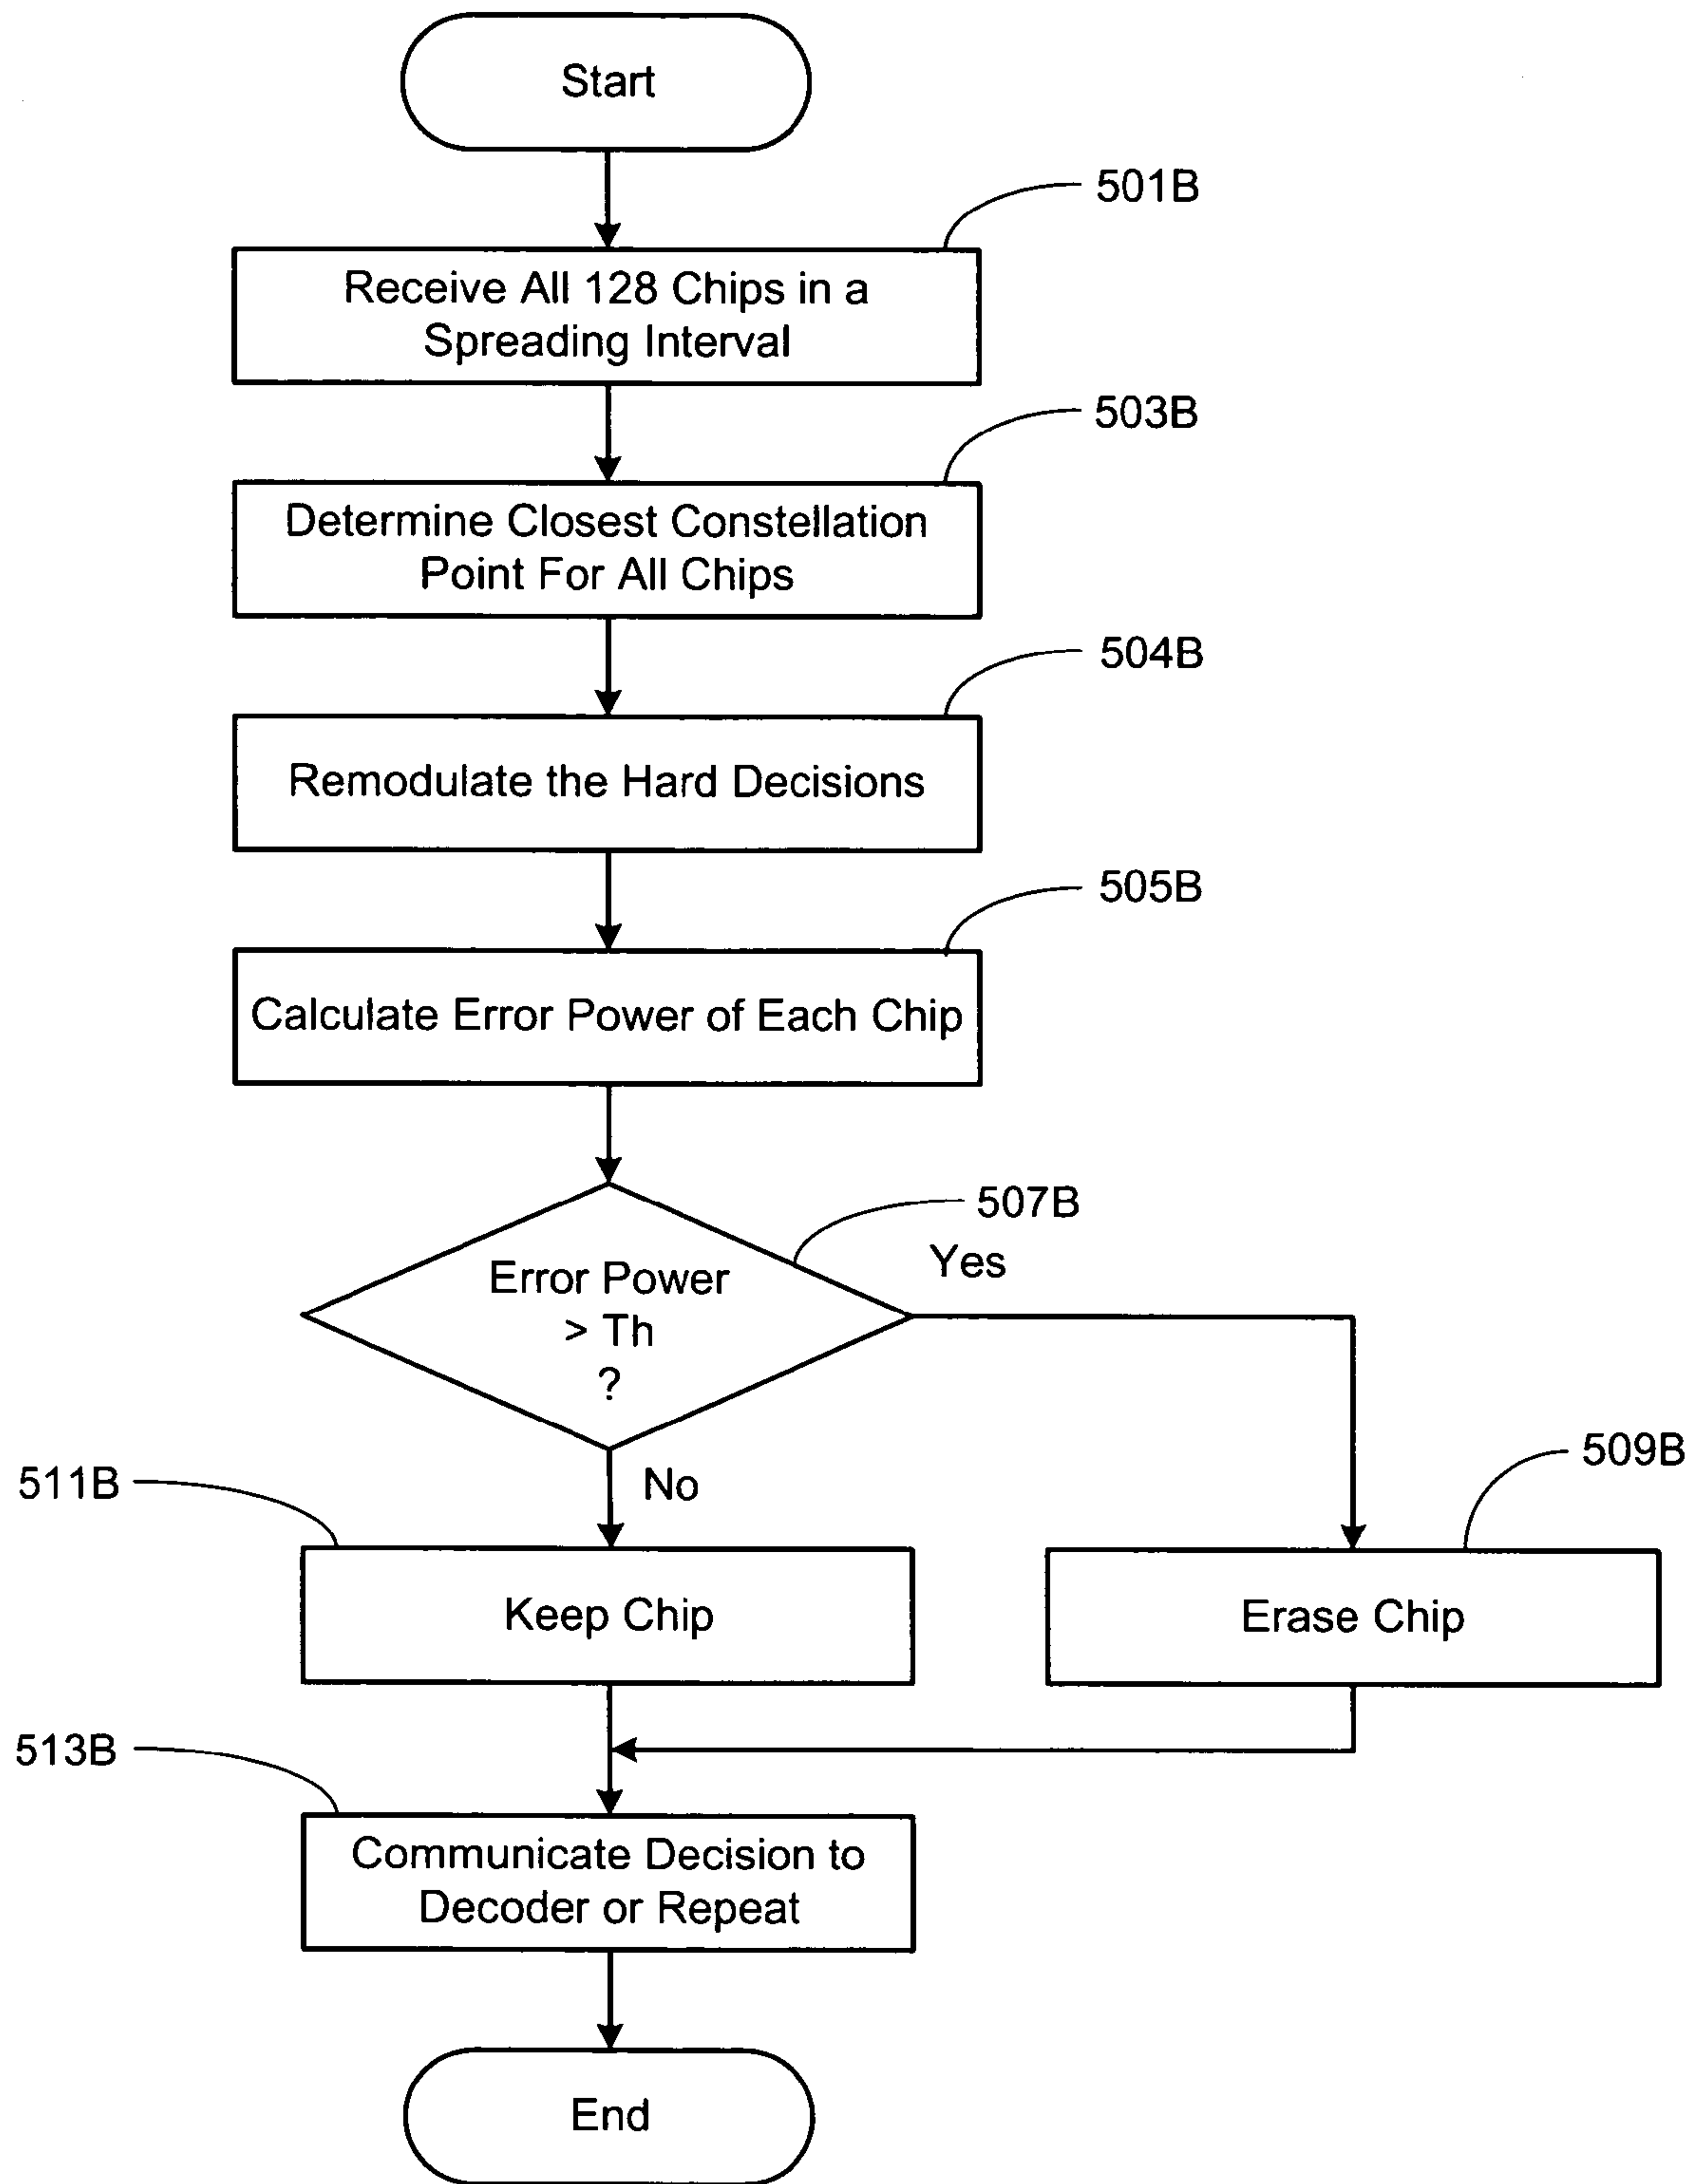 Start
501B
Receive All 128 Chips in a
Spreading Interval
503B
Determine Closest Constellation
Point For All Chips
504B
Remodulate the Hard Decisions
505B
Calculate Error Power of Each Chip
507B
Yes
Error Power
> Th
?
No
511B
509B
Keep Chip
Erase Chip
513B
Communicate Decision to
Decoder or Repeat
End